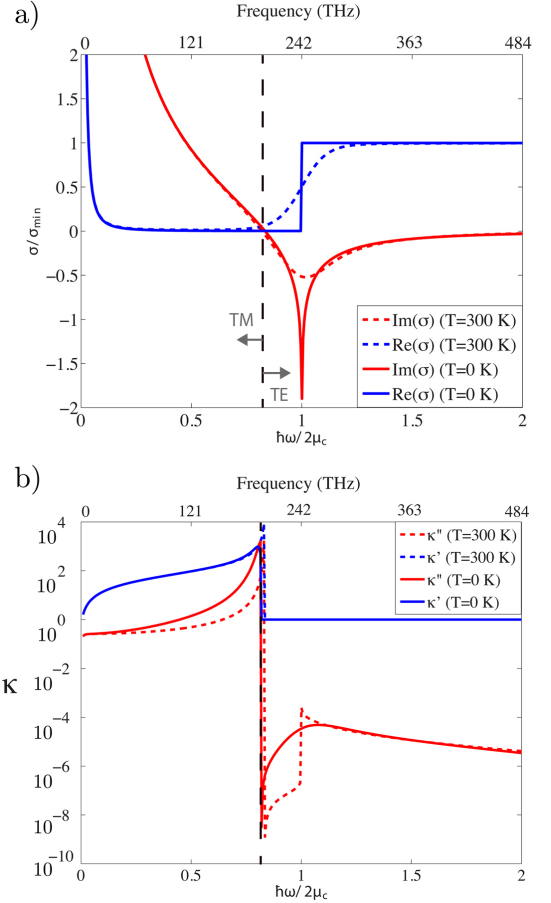 a)
Frequency (THz)
0 121 242 363 484
2
1.5
1
0.5
0
−0.5
−1
−1.5
−2
σ/σmin
TM
TE
Im(σ) (T=300 K)
Re(σ) (T=300 K)
Im(σ) (T=0 K)
Re(σ) (T=0 K)
0 0.5 1 1.5 2
ħω/2μc
b)
Frequency (THz)
0 121 242 363 484
10^4
10^2
10^0
10^-2
10^-4
10^-6
10^-8
10^-10
κ
κ'' (T=300 K)
κ' (T=300 K)
κ'' (T=0 K)
κ' (T=0 K)
0 0.5 1 1.5 2
ħω/2μc